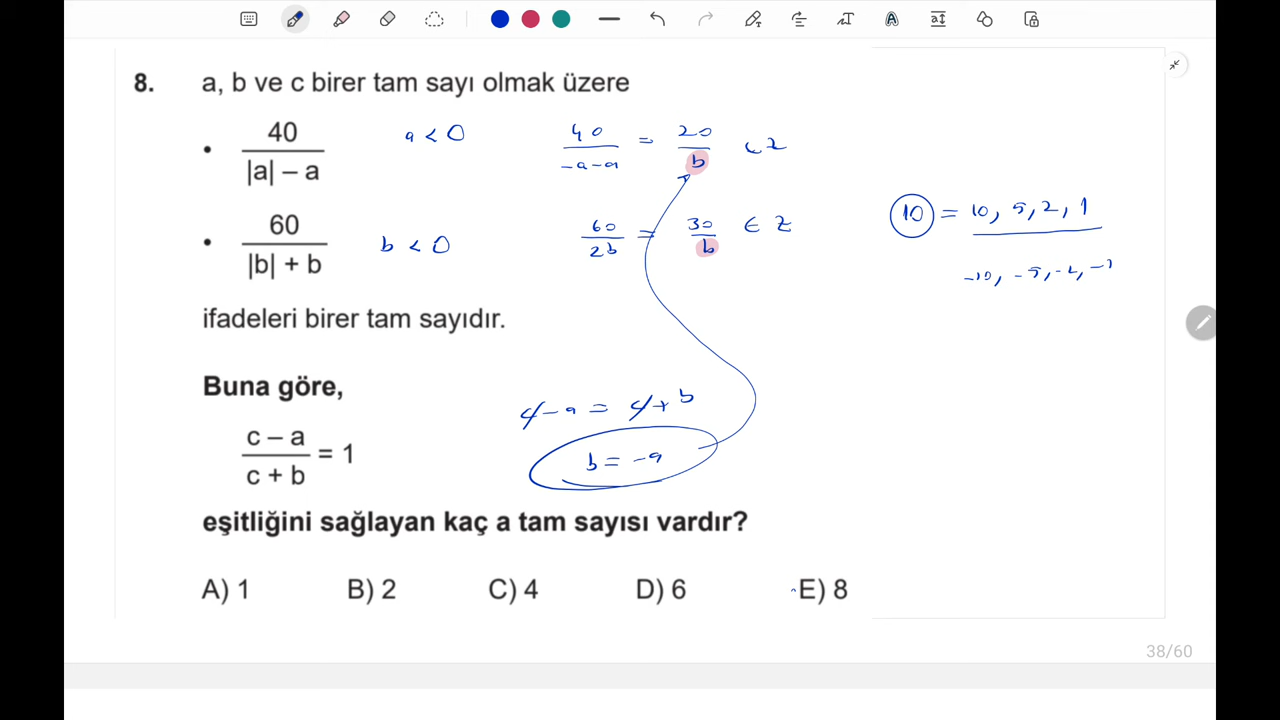 8. a, b ve c birer tam sayı olmak üzere
• 40 / |a| – a
a < 0
40 / -a-a = 20 / b ∈ Z
• 60 / |b| + b
b < 0
60 / 2b = 30 / b ∈ Z
10 = 10, 5, 2, 1
-10, -5, -2, -1
ifadeleri birer tam sayıdır.
Buna göre,
c – a / c + b = 1
¢ - a = ¢ + b
b = -a
eşitliğini sağlayan kaç a tam sayısı vardır?
A) 1 B) 2 C) 4 D) 6 E) 8
38/60